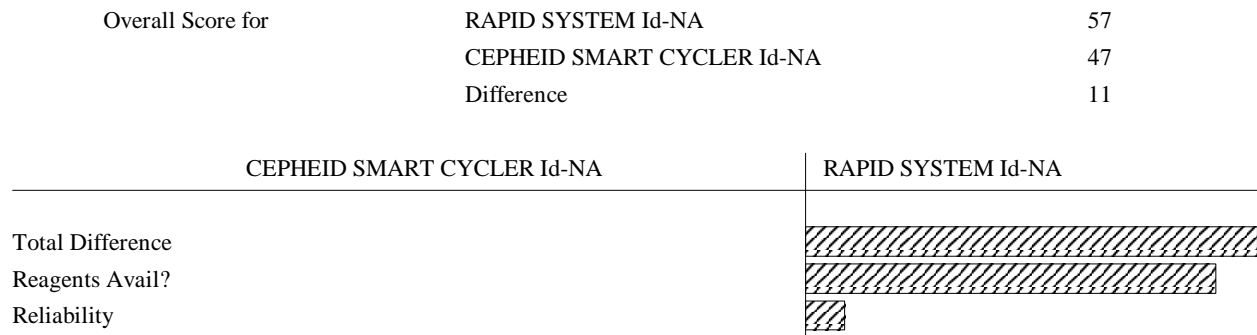 Overall Score for RAPID SYSTEM Id-NA 57
CEPHEID SMART CYCLER Id-NA 47
Difference 11
CEPHEID SMART CYCLER Id-NA RAPID SYSTEM Id-NA
Total Difference
Reagents Avail?
Reliability